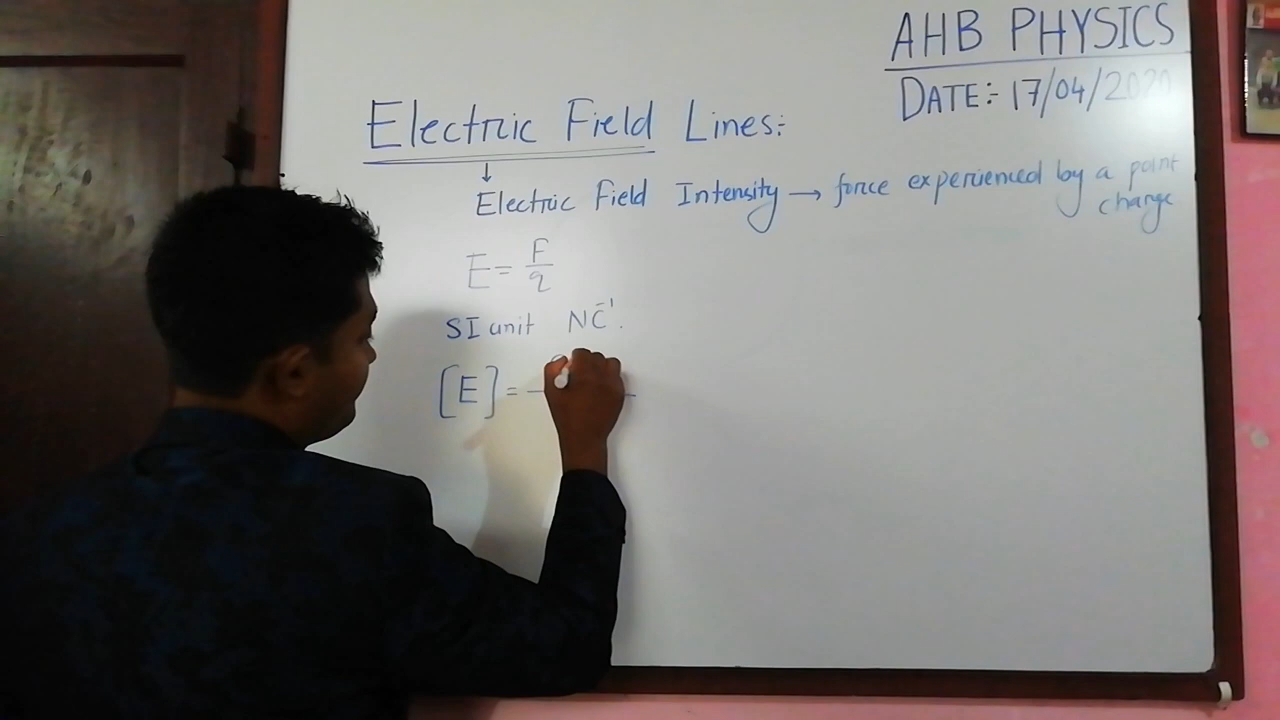 AHB PHYSICS
DATE:- 17/04/2020
Electric Field Lines:-
↓
Electric Field Intensity → force experienced by a point
charge
E = F/q
SI unit NC⁻¹.
[E] =